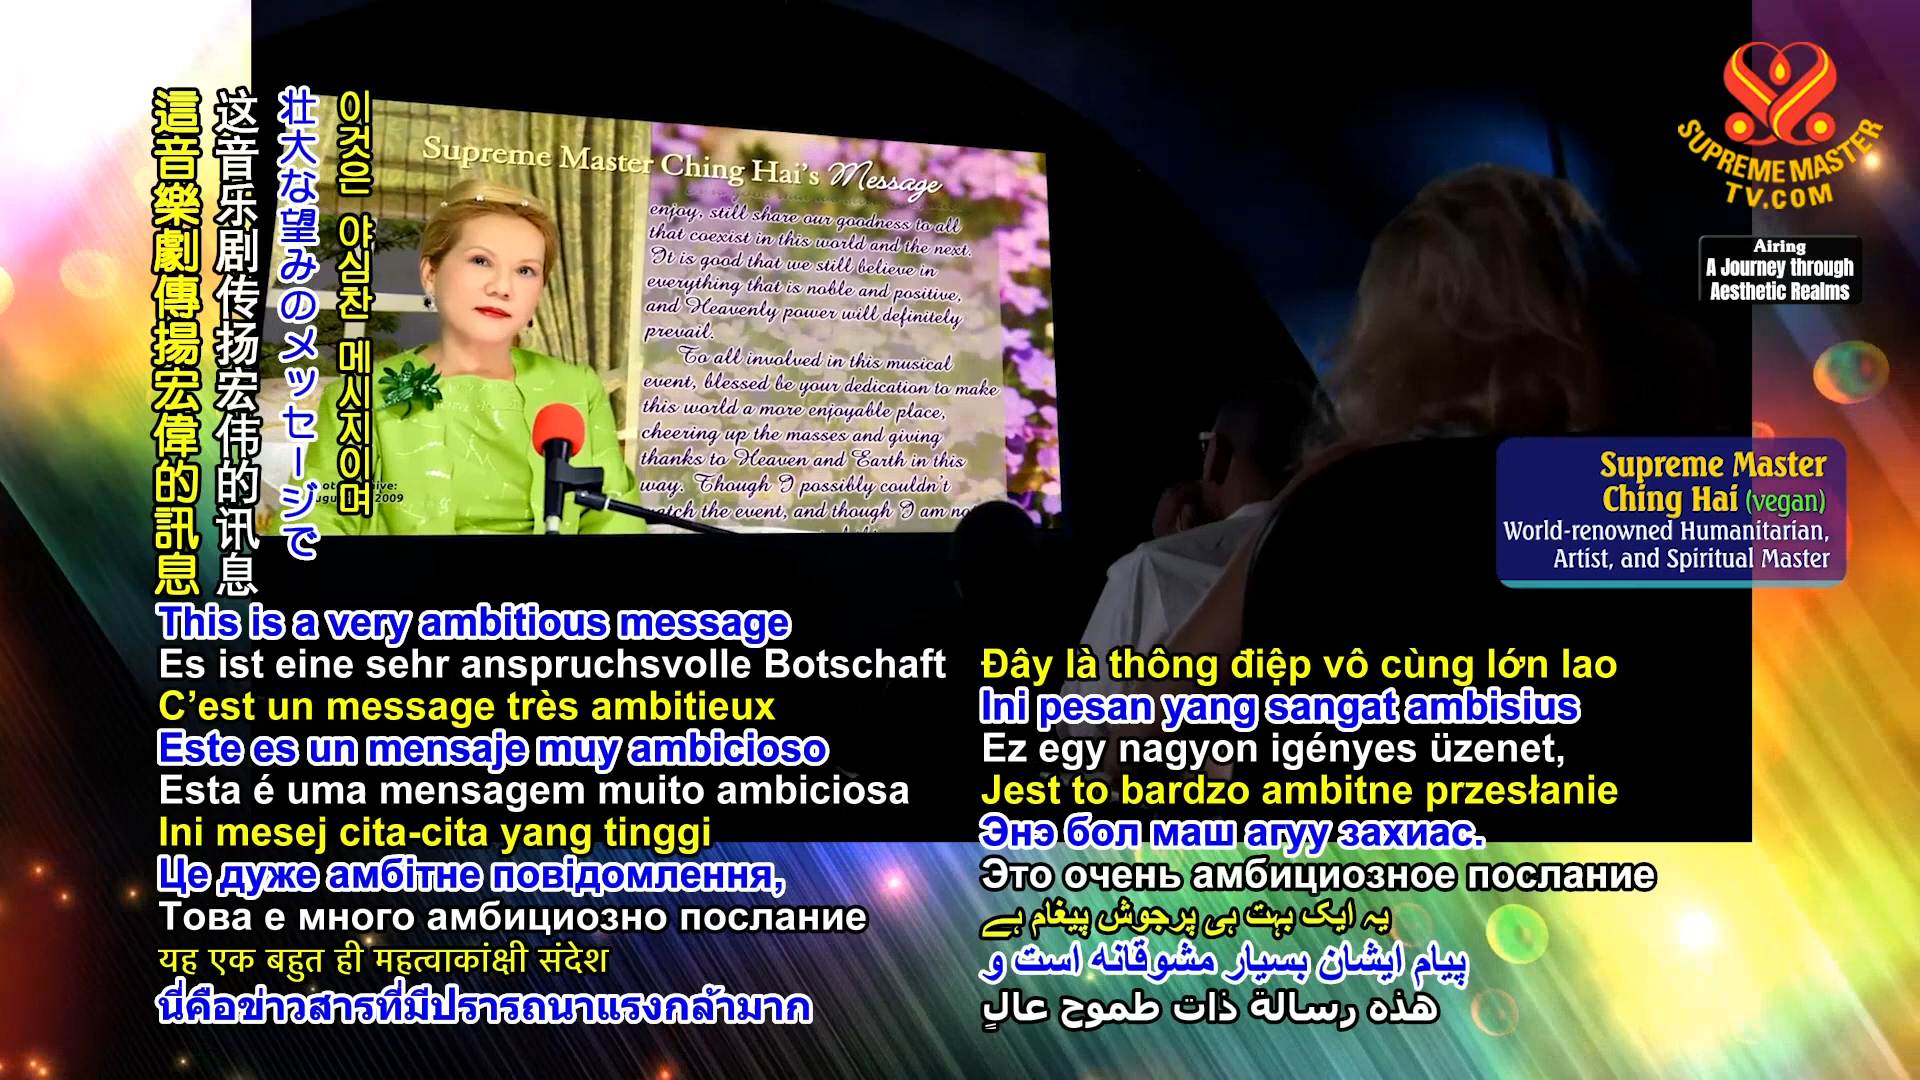 這音樂劇傳揚宏偉的訊息
这音乐剧传扬宏伟的讯息
壮大な望みのメッセージで
이것은 야심찬 메시지이며
Supreme Master Ching Hai's Message
enjoy, still share our goodness to all
that coexist in this world and the next.
It is good that we still believe in
everything that is noble and positive,
and Heavenly power will definitely
prevail.
To all involved in this musical
event, blessed be your dedication to make
this world a more enjoyable place,
cheering up the masses and giving
thanks to Heaven and Earth in this
way. Though I possibly couldn't
the event, and though I am
2009
SUPREME MASTER
TV.COM
Airing
A Journey through
Aesthetic Realms
Supreme Master
Ching Hai (vegan)
World-renowned Humanitarian,
Artist, and Spiritual Master
This is a very ambitious message
Es ist eine sehr anspruchsvolle Botschaft
C'est un message très ambitieux
Este es un mensaje muy ambicioso
Esta é uma mensagem muito ambiciosa
Ini mesej cita-cita yang tinggi
Це дуже амбітне повідомлення,
Това е много амбициозно послание
यह एक बहुत ही महत्वाकांक्षी संदेश
นี่คือข่าวสารที่มีปรารถนาแรงกล้ามาก
Đây là thông điệp vô cùng lớn lao
Ini pesan yang sangat ambisius
Ez egy nagyon igényes üzenet,
Jest to bardzo ambitne przesłanie
Энэ бол маш агуу захиас.
Это очень амбициозное послание
یہ ایک بہت ہی پرجوش پیغام ہے
پیام ایشان بسیار مشوقانه است و
هذه رسالة ذات طموح عالٍ